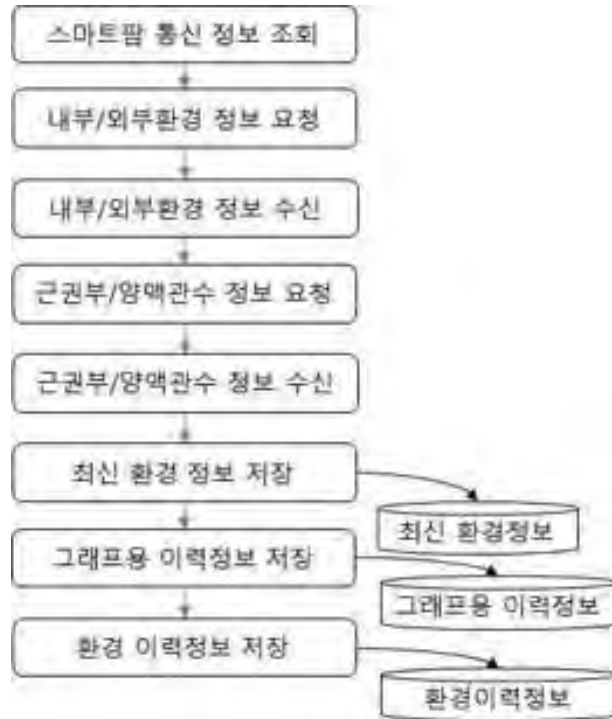 스마트팜 통신 정보 조회
내부/외부환경 정보 요청
내부/외부환경 정보 수신
근권부/양액관수 정보 요청
근권부/양액관수 정보 수신
최신 환경 정보 저장
최신 환경정보
그래프용 이력정보 저장
그래프용 이력정보
환경 이력정보 저장
환경이력정보